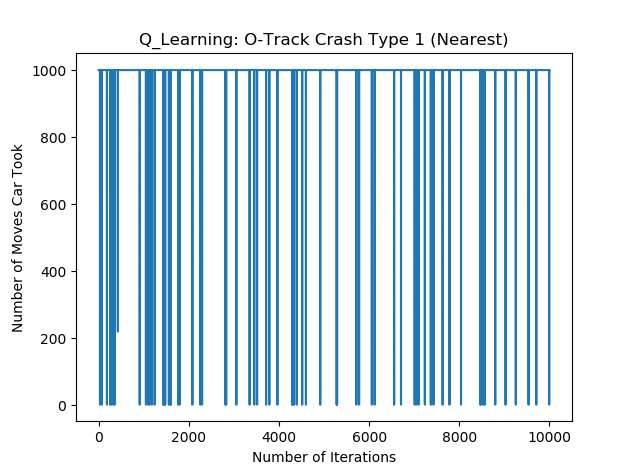 Q_Learning: O-Track Crash Type 1 (Nearest)
1000
800
600
400
200
0
Number of Moves Car Took
0 2000 4000 6000 8000 10000
Number of Iterations